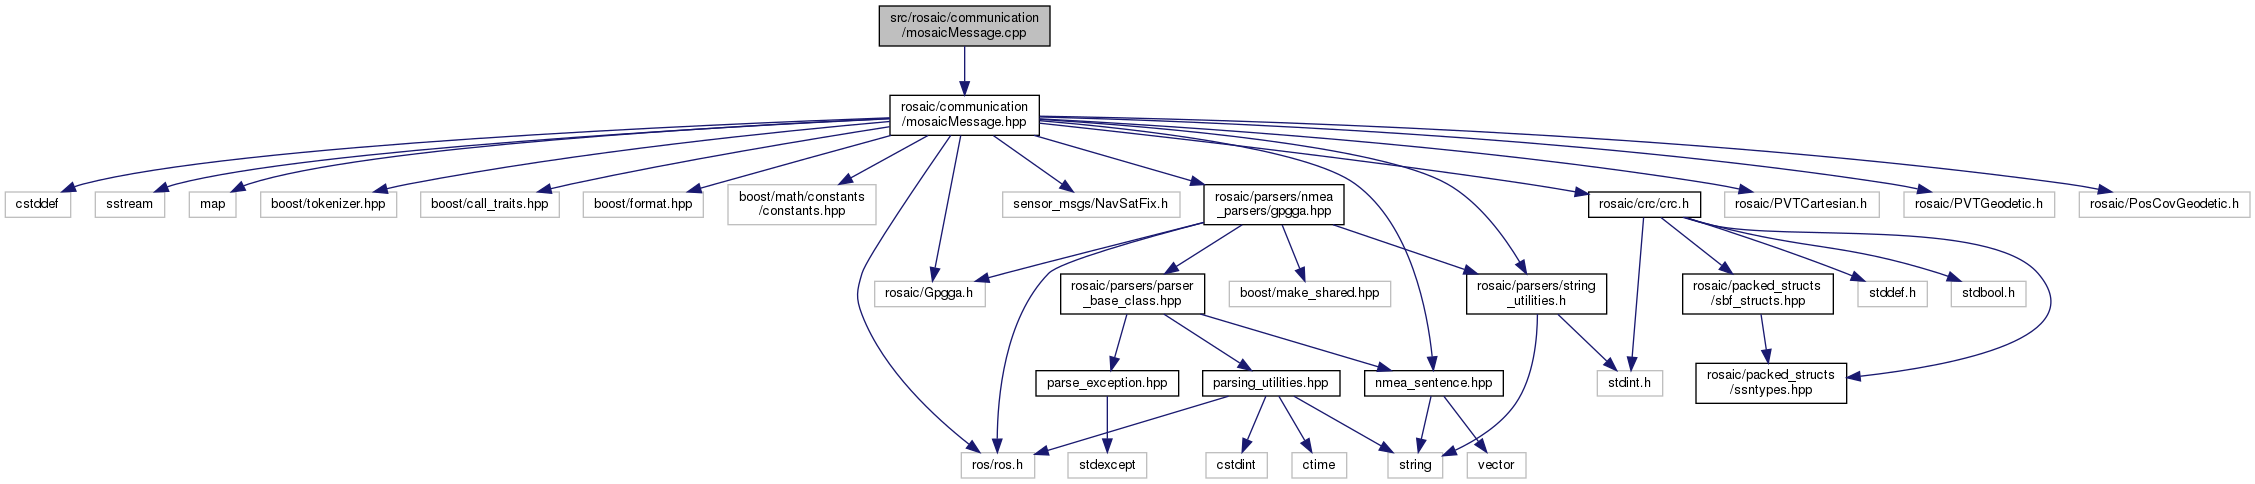 src/rosaic/communication
/mosaicMessage.cpp
rosaic/communication
/mosaicMessage.hpp
cstddef
sstream
map
boost/tokenizer.hpp
boost/call_traits.hpp
boost/format.hpp
boost/math/constants
/constants.hpp
sensor_msgs/NavSatFix.h
rosaic/parsers/nmea
_parsers/gpgga.hpp
rosaic/crc/crc.h
rosaic/PVTCartesian.h
rosaic/PVTGeodetic.h
rosaic/PosCovGeodetic.h
rosaic/Gpgga.h
rosaic/parsers/parser
_base_class.hpp
boost/make_shared.hpp
rosaic/parsers/string
_utilities.h
rosaic/packed_structs
/sbf_structs.hpp
stddef.h
stdbool.h
parse_exception.hpp
parsing_utilities.hpp
nmea_sentence.hpp
stdint.h
rosaic/packed_structs
/ssntypes.hpp
ros/ros.h
stdexcept
cstdint
ctime
string
vector